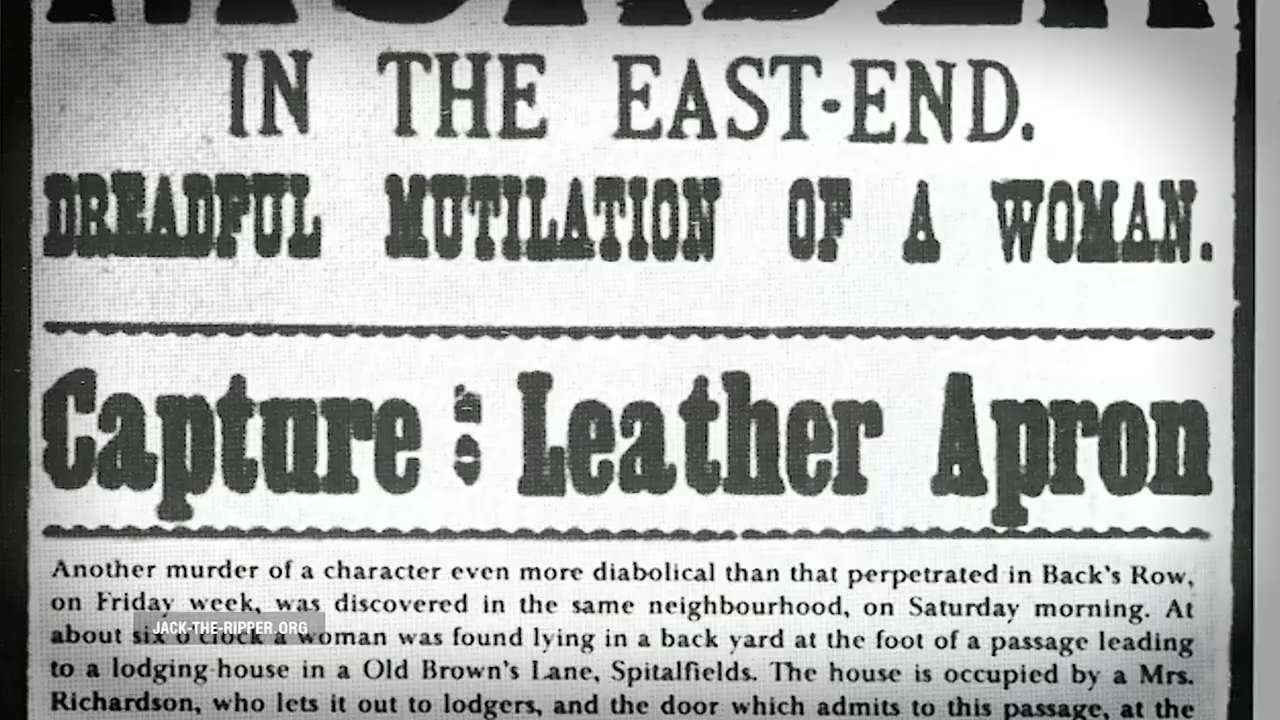 IN THE EAST-END.
DREADFUL MUTILATION OF A WOMAN.
Capture : Leather Apron
Another murder of a character even more diabolical than that perpetrated in Back's Row,
on Friday week, was discovered in the same neighbourhood, on Saturday morning. At
about six o'clock a woman was found lying in a back yard at the foot of a passage leading
to a lodging-house in a Old Brown's Lane, Spitalfields. The house is occupied by a Mrs.
Richardson, who lets it out to lodgers, and the door which admits to this passage, at the
JACK-THE-RIPPER.ORG